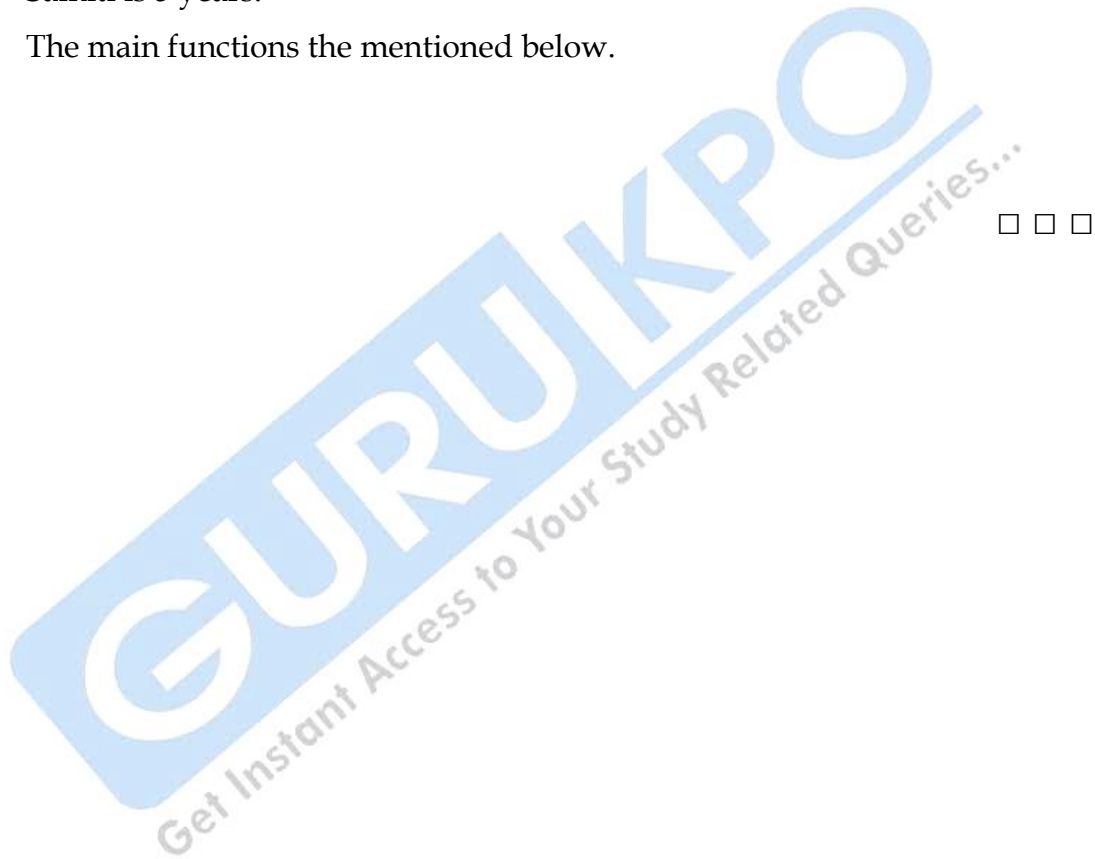 The main functions the mentioned below.
□ □ □
GURUKPO
Get Instant Access to Your Study Related Queries...